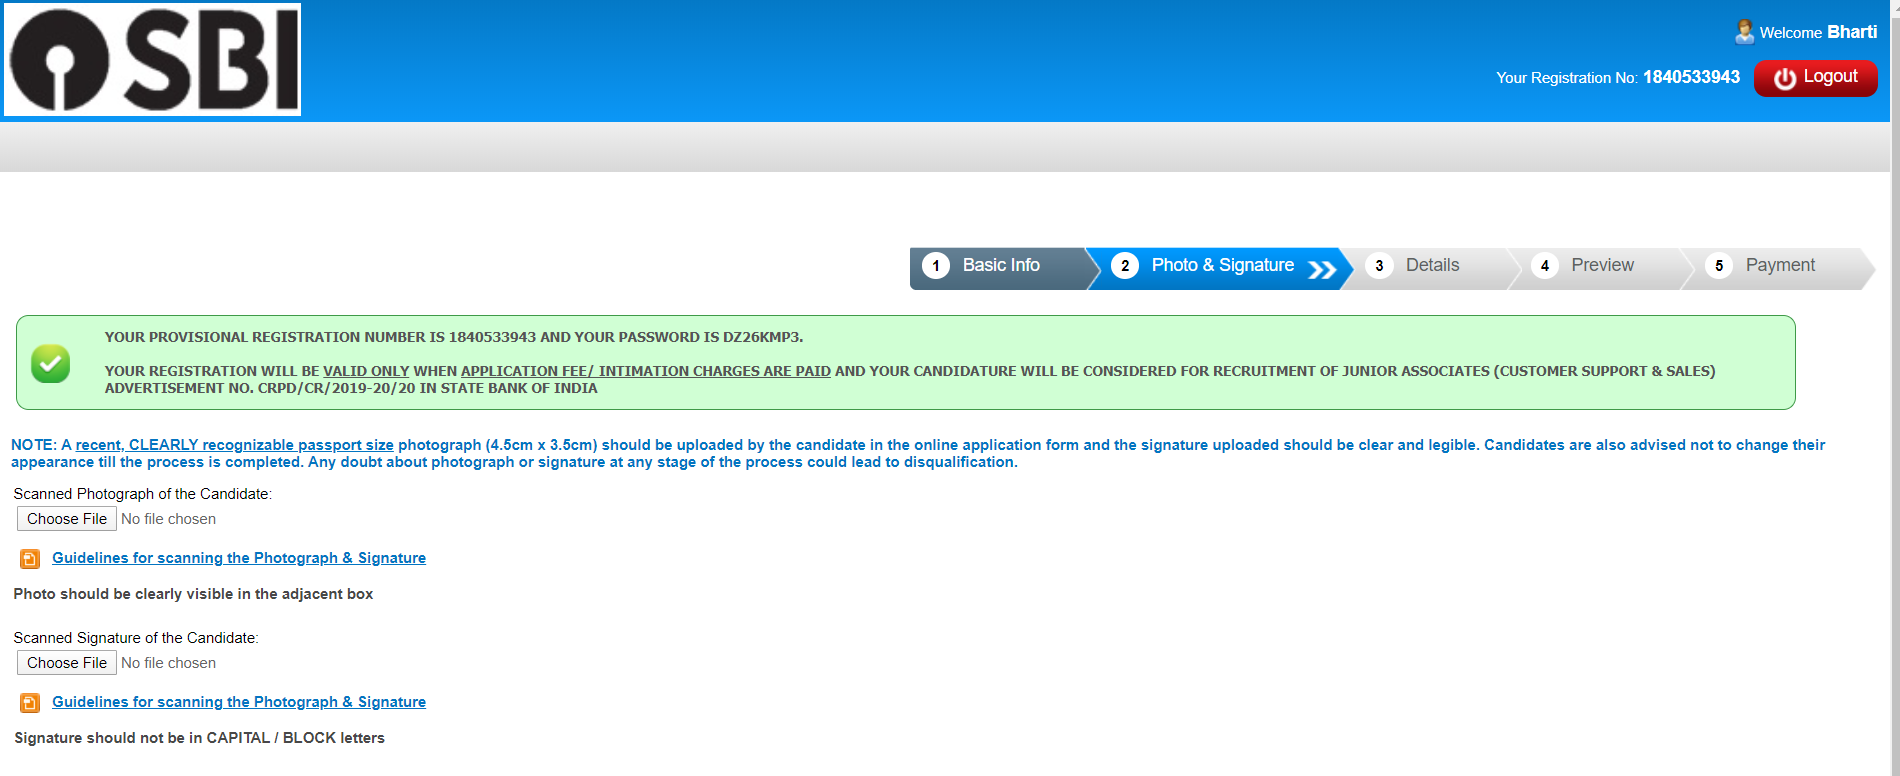 SBI
Welcome Bharti
Your Registration No: 1840533943 Logout
1 Basic Info 2 Photo & Signature 3 Details 4 Preview 5 Payment
YOUR PROVISIONAL REGISTRATION NUMBER IS 1840533943 AND YOUR PASSWORD IS DZ26KMP3.
YOUR REGISTRATION WILL BE VALID ONLY WHEN APPLICATION FEE/ INTIMATION CHARGES ARE PAID AND YOUR CANDIDATURE WILL BE CONSIDERED FOR RECRUITMENT OF JUNIOR ASSOCIATES (CUSTOMER SUPPORT & SALES)
ADVERTISEMENT NO. CRPD/CR/2019-20/20 IN STATE BANK OF INDIA
NOTE: A recent, CLEARLY recognizable passport size photograph (4.5cm x 3.5cm) should be uploaded by the candidate in the online application form and the signature uploaded should be clear and legible. Candidates are also advised not to change their
appearance till the process is completed. Any doubt about photograph or signature at any stage of the process could lead to disqualification.
Scanned Photograph of the Candidate:
Choose File No file chosen
Guidelines for scanning the Photograph & Signature
Photo should be clearly visible in the adjacent box
Scanned Signature of the Candidate:
Choose File No file chosen
Guidelines for scanning the Photograph & Signature
Signature should not be in CAPITAL / BLOCK letters